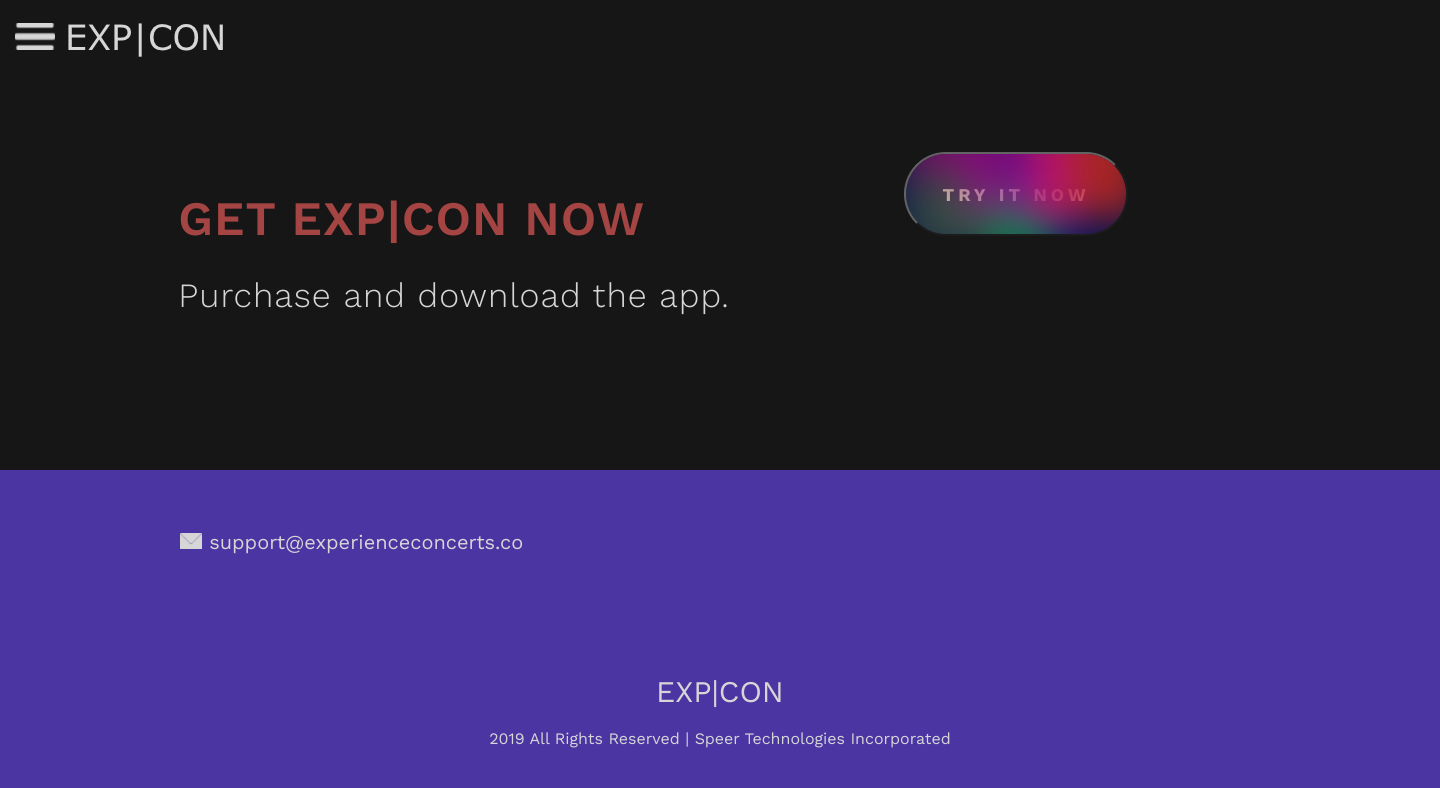 EXP|CON
TRY IT NOW
GET EXP|CON NOW
Purchase and download the app.
support@experienceconcerts.co
EXP|CON
2019 All Rights Reserved | Speer Technologies Incorporated